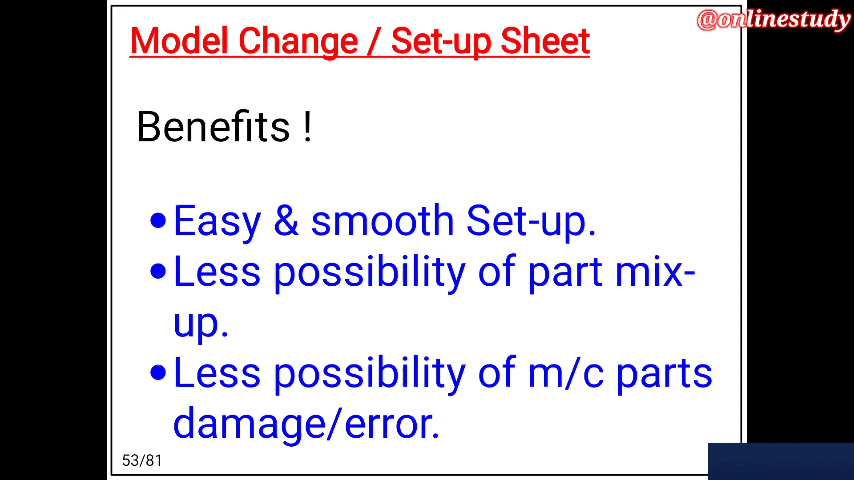 @onlinestudy
Model Change / Set-up Sheet
Benefits !
•Easy & smooth Set-up.
•Less possibility of part mix-
up.
•Less possibility of m/c parts
damage/error.
53/81